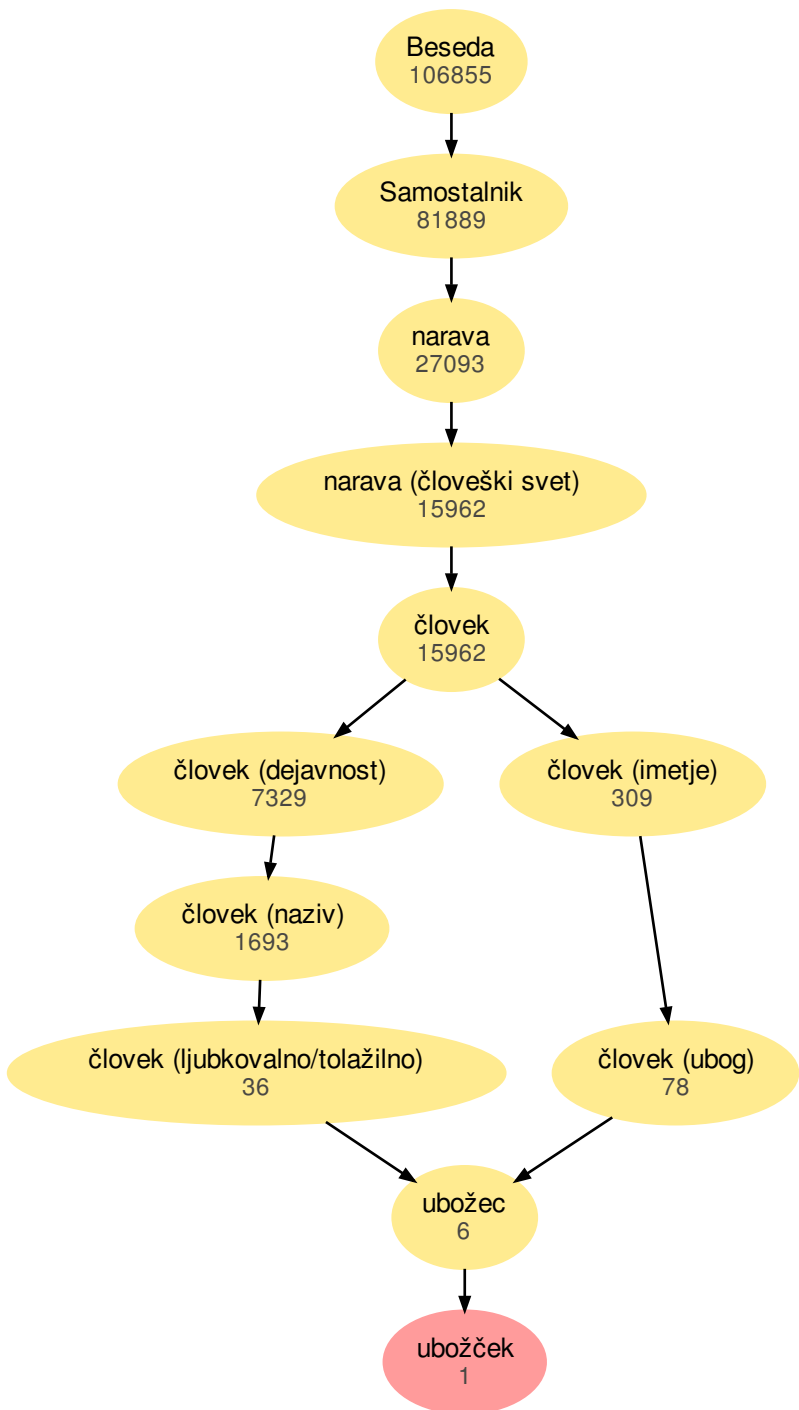 Beseda
106855
Samostalnik
81889
narava
27093
narava (človeški svet)
15962
človek
15962
človek (dejavnost)
7329
človek (imetje)
309
človek (naziv)
1693
človek (ljubkovalno/tolažilno)
36
človek (ubog)
78
ubožec
6
ubožček
1